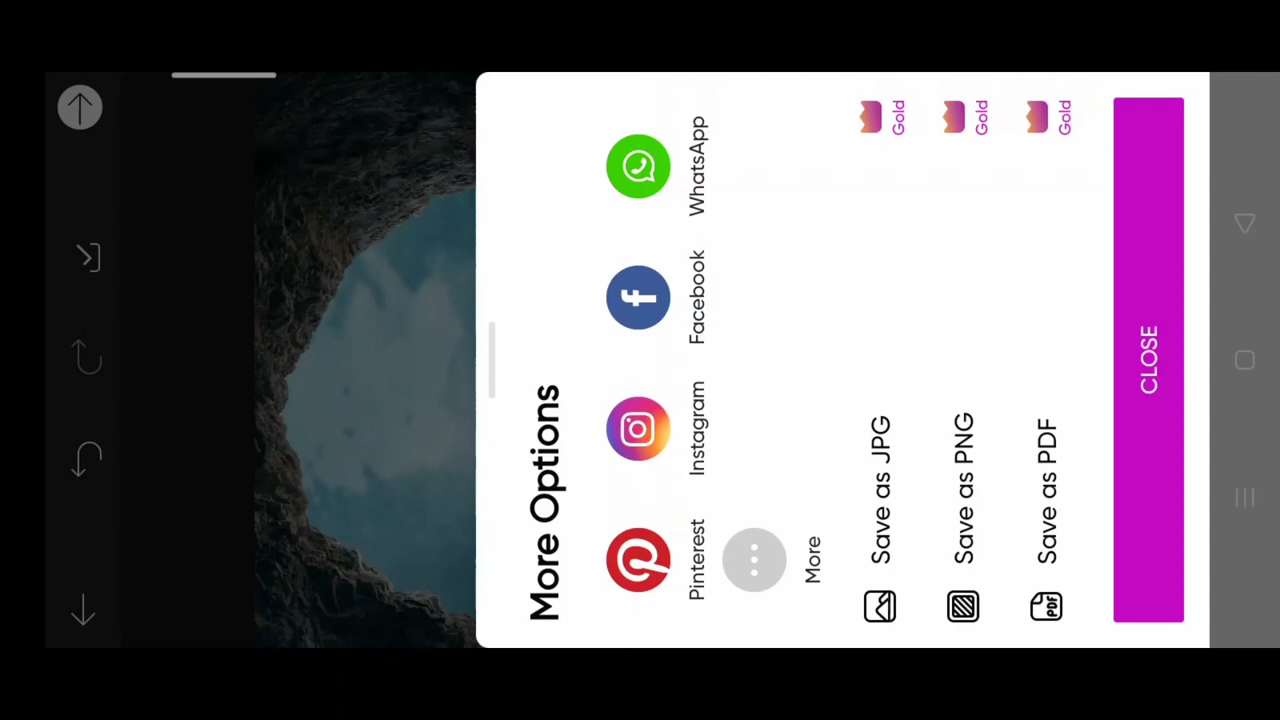 More Options
Pinterest
Instagram
Facebook
WhatsApp
More
Save as JPG
Gold
Save as PNG
Gold
PDF
Save as PDF
Gold
CLOSE